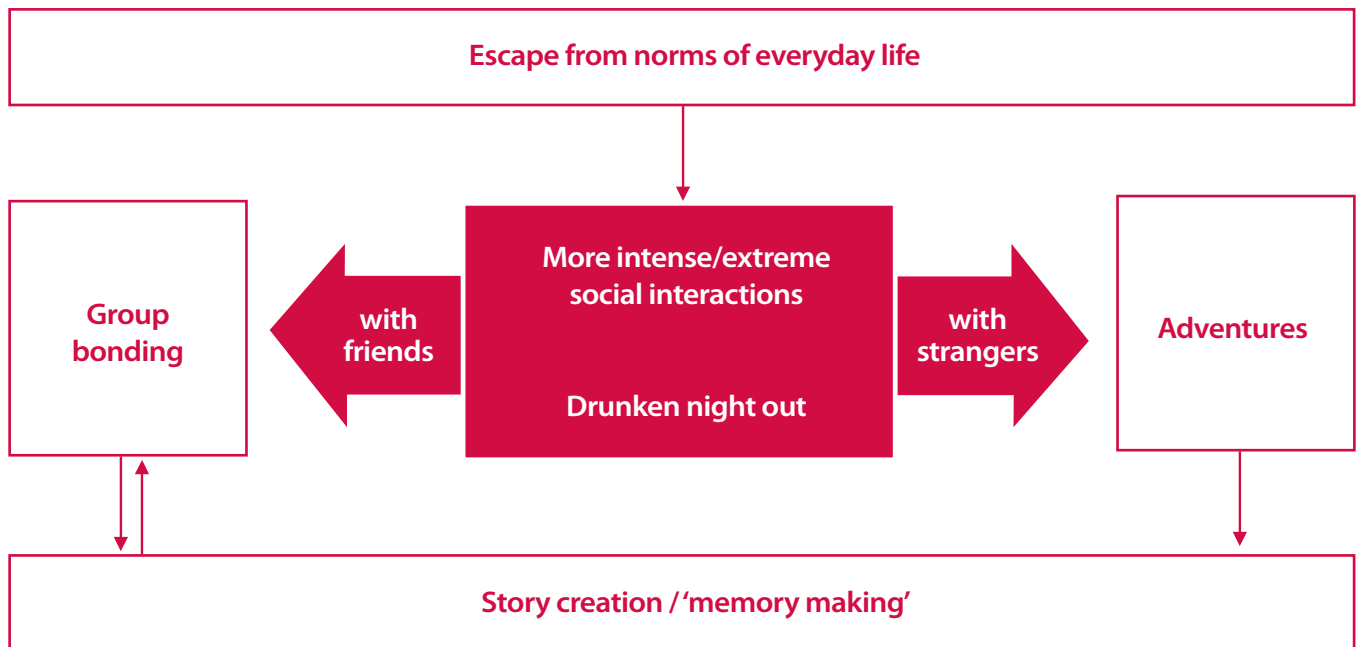 Escape from norms of everyday life
More intense/extreme
social interactions
Drunken night out
with
friends
Group
bonding
with
strangers
Adventures
Story creation / ‘memory making’